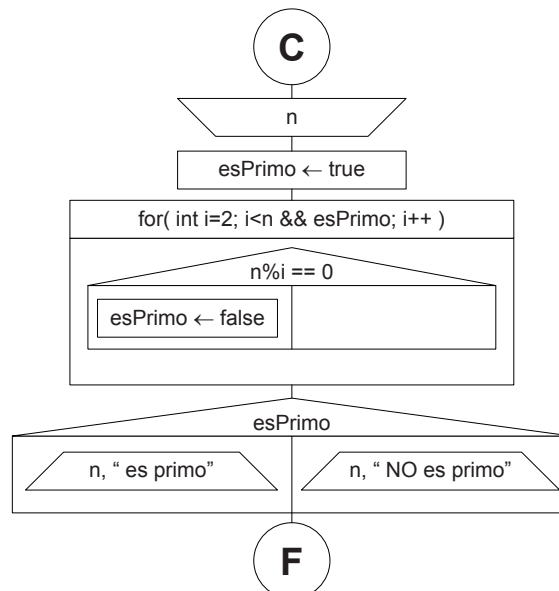 C
n
esPrimo ← true
for( int i=2; i<n && esPrimo; i++ )
n%i == 0
esPrimo ← false
esPrimo
n, “ es primo” n, “ NO es primo”
F